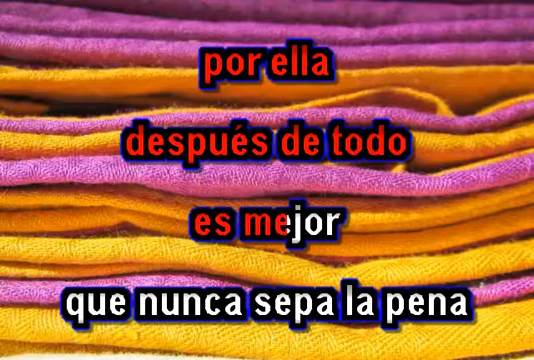 por ella
después de todo
es mejor
que nunca sepa la pena